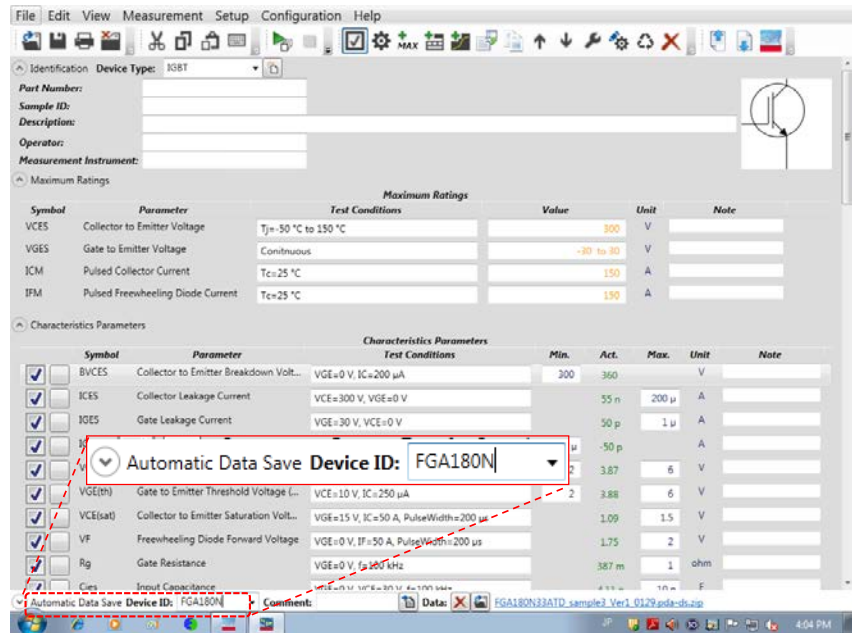 File Edit View Measurement Setup Configuration Help
MAX
Identification Device Type: IGBT
Part Number:
Sample ID:
Description:
Operator:
Measurement Instrument:
Maximum Ratings
Maximum Ratings
Symbol Parameter Test Conditions Value Unit Note
VCES Collector to Emitter Voltage Tj=-50 °C to 150 °C 300 V
VGES Gate to Emitter Voltage Conitnuous -30 to 30 V
ICM Pulsed Collector Current Tc=25 °C 150 A
IFM Pulsed Freewheeling Diode Current Tc=25 °C 150 A
Characteristics Parameters
Characteristics Parameters
Symbol Parameter Test Conditions Min. Act. Max. Unit Note
BVCES Collector to Emitter Breakdown Volt... VGE=0 V, IC=200 µA 300 360 V
ICES Collector Leakage Current VCE=300 V, VGE=0 V 55 n 200 µ A
IGES Gate Leakage Current VGE=30 V, VCE=0 V 50 p 1 µ A
µ -50 p A
Automatic Data Save Device ID: FGA180N
2 3.87 6 V
VGE(th) Gate to Emitter Threshold Voltage (... VCE=10 V, IC=250 µA 2 3.88 6 V
VCE(sat) Collector to Emitter Saturation Volt... VGE=15 V, IC=50 A, PulseWidth=200 µs 1.09 1.5 V
VF Freewheeling Diode Forward Voltage VGE=0 V, IF=50 A, PulseWidth=200 µs 1.75 2 V
Rg Gate Resistance VGE=0 V, f=100 kHz 387 m 1 ohm
Cies Input Capacitance VGE=0 V, VCE=30 V, f=100 kHz 10 n F
Automatic Data Save Device ID: FGA180N Comment: Data: FGA180N33ATD_sample3_Ver1_0129.pda-ds.zip
JP 4:04 PM